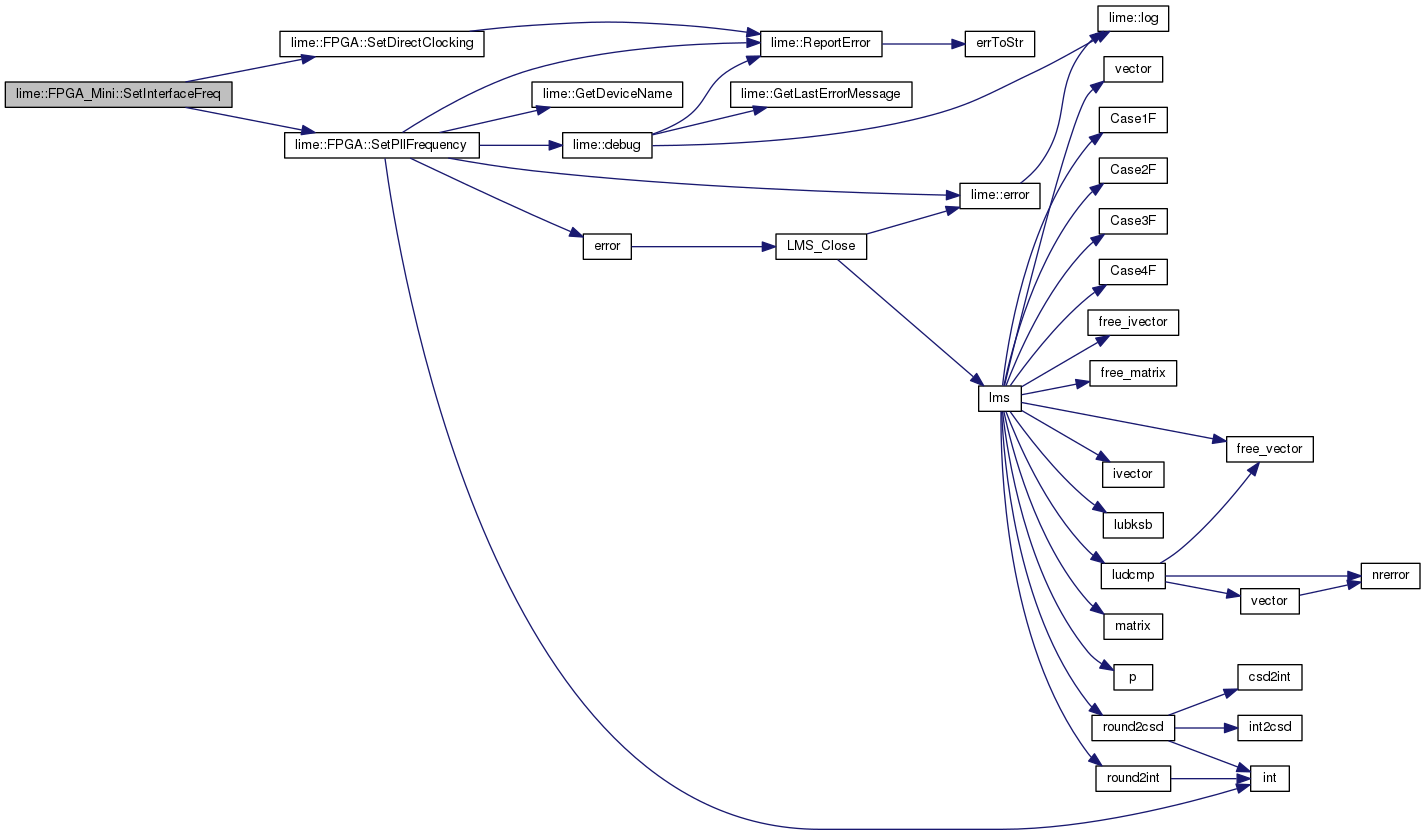 lime::FPGA_Mini::SetInterfaceFreq
lime::FPGA::SetDirectClocking
lime::FPGA::SetPllFrequency
lime::ReportError
errToStr
lime::GetDeviceName
lime::GetLastErrorMessage
lime::debug
lime::log
lime::error
error
LMS_Close
lms
vector
Case1F
Case2F
Case3F
Case4F
free_ivector
free_matrix
free_vector
ivector
lubksb
ludcmp
nrerror
vector
matrix
p
round2csd
csd2int
int2csd
round2int
int